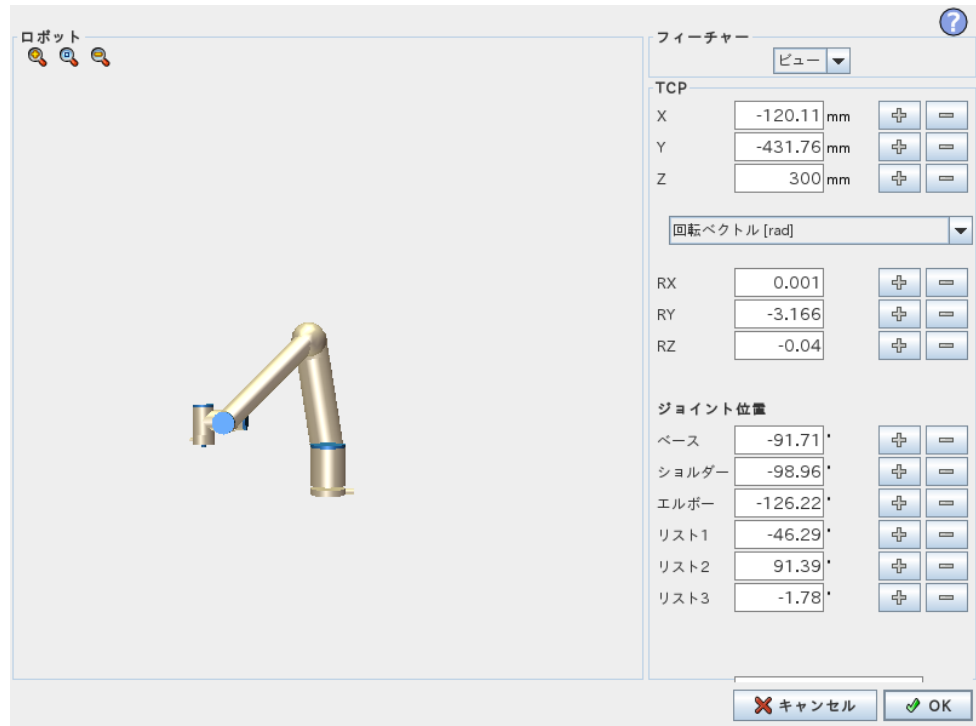 ロボット
フィーチャー
ビュー
TCP
X -120.11 mm
Y -431.76 mm
Z 300 mm
回転ベクトル [rad]
RX 0.001
RY -3.166
RZ -0.04
ジョイント位置
ベース -91.71 °
ショルダー -98.96 °
エルボー -126.22 °
リスト1 -46.29 °
リスト2 91.39 °
リスト3 -1.78 °
キャンセル OK